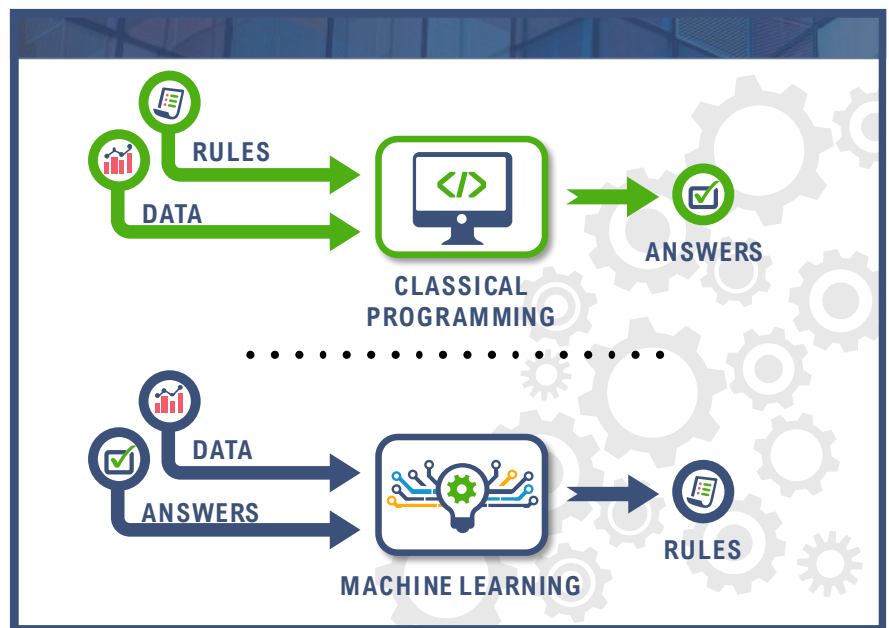 RULES
DATA
</>
ANSWERS
CLASSICAL
PROGRAMMING
DATA
ANSWERS
RULES
MACHINE LEARNING